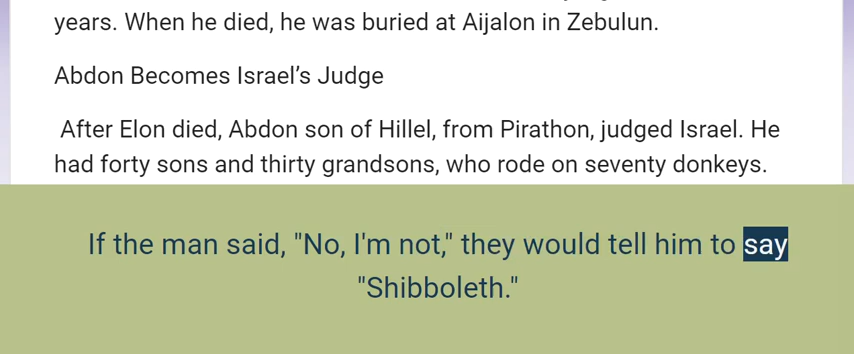 years. When he died, he was buried at Aijalon in Zebulun.
Abdon Becomes Israel’s Judge
After Elon died, Abdon son of Hillel, from Pirathon, judged Israel. He
had forty sons and thirty grandsons, who rode on seventy donkeys.
If the man said, "No, I'm not," they would tell him to say
"Shibboleth."